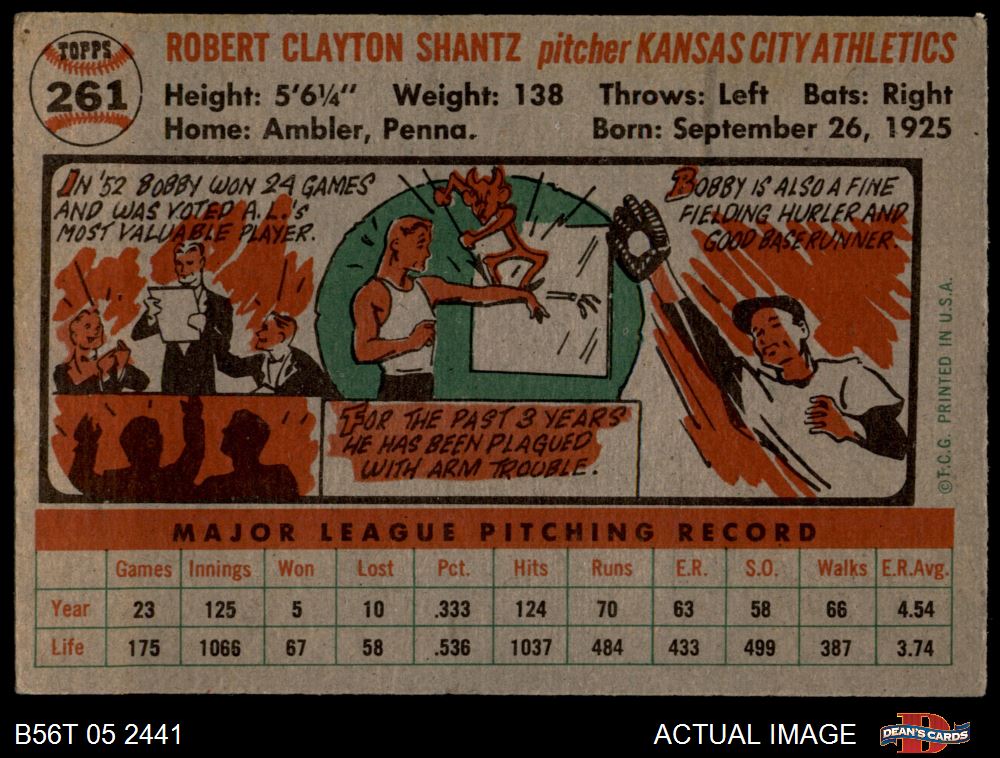 TOPPS
261
ROBERT CLAYTON SHANTZ pitcher KANSAS CITY ATHLETICS
Height: 5'6¼" Weight: 138 Throws: Left Bats: Right
Home: Ambler, Penna. Born: September 26, 1925
IN '52 BOBBY WON 24 GAMES
AND WAS VOTED A.L.'S
MOST VALUABLE PLAYER.
FOR THE PAST 3 YEARS
HE HAS BEEN PLAGUED
WITH ARM TROUBLE.
BOBBY IS ALSO A FINE
FIELDING HURLER AND
GOOD BASERUNNER.
©T.C.G. PRINTED IN U.S.A.
MAJOR LEAGUE PITCHING RECORD
Games Innings Won Lost Pct. Hits Runs E.R. S.O. Walks E.R.Avg.
Year 23 125 5 10 .333 124 70 63 58 66 4.54
Life 175 1066 67 58 .536 1037 484 433 499 387 3.74
B56T 05 2441 ACTUAL IMAGE DEAN'S CARDS